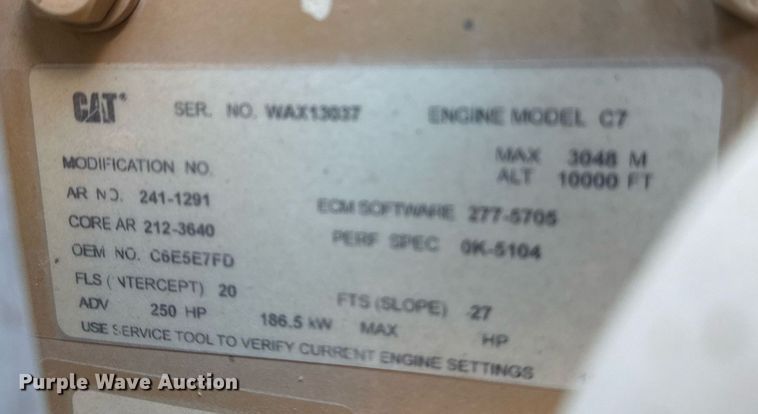 CAT SER. NO. WAX13037 ENGINE MODEL C7
MODIFICATION NO. MAX 3048 M
ALT 10000 FT
AR NO. 241-1291 ECM SOFTWARE 277-5705
CORE AR 212-3640 PERF SPEC 0K-5104
OEM NO. C6E5E7FD
FLS (INTERCEPT) 20 FTS (SLOPE) -27
ADV 250 HP 186.5 kW MAX HP
USE SERVICE TOOL TO VERIFY CURRENT ENGINE SETTINGS
Purple Wave Auction